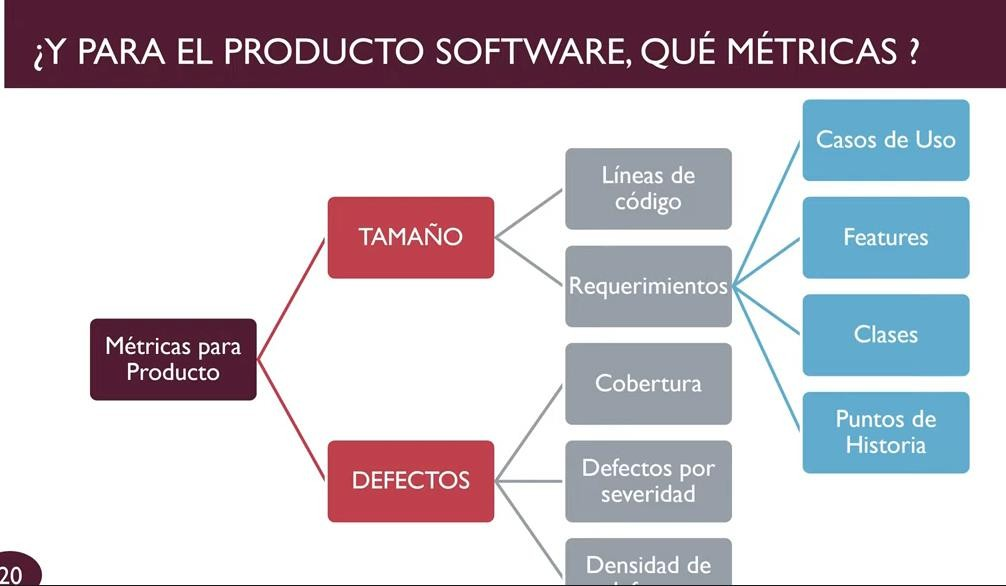 ¿Y PARA EL PRODUCTO SOFTWARE, QUÉ MÉTRICAS ?
Métricas para
Producto
TAMAÑO
Líneas de
código
Requerimientos
Casos de Uso
Features
Clases
Puntos de
Historia
DEFECTOS
Cobertura
Defectos por
severidad
Densidad de
20